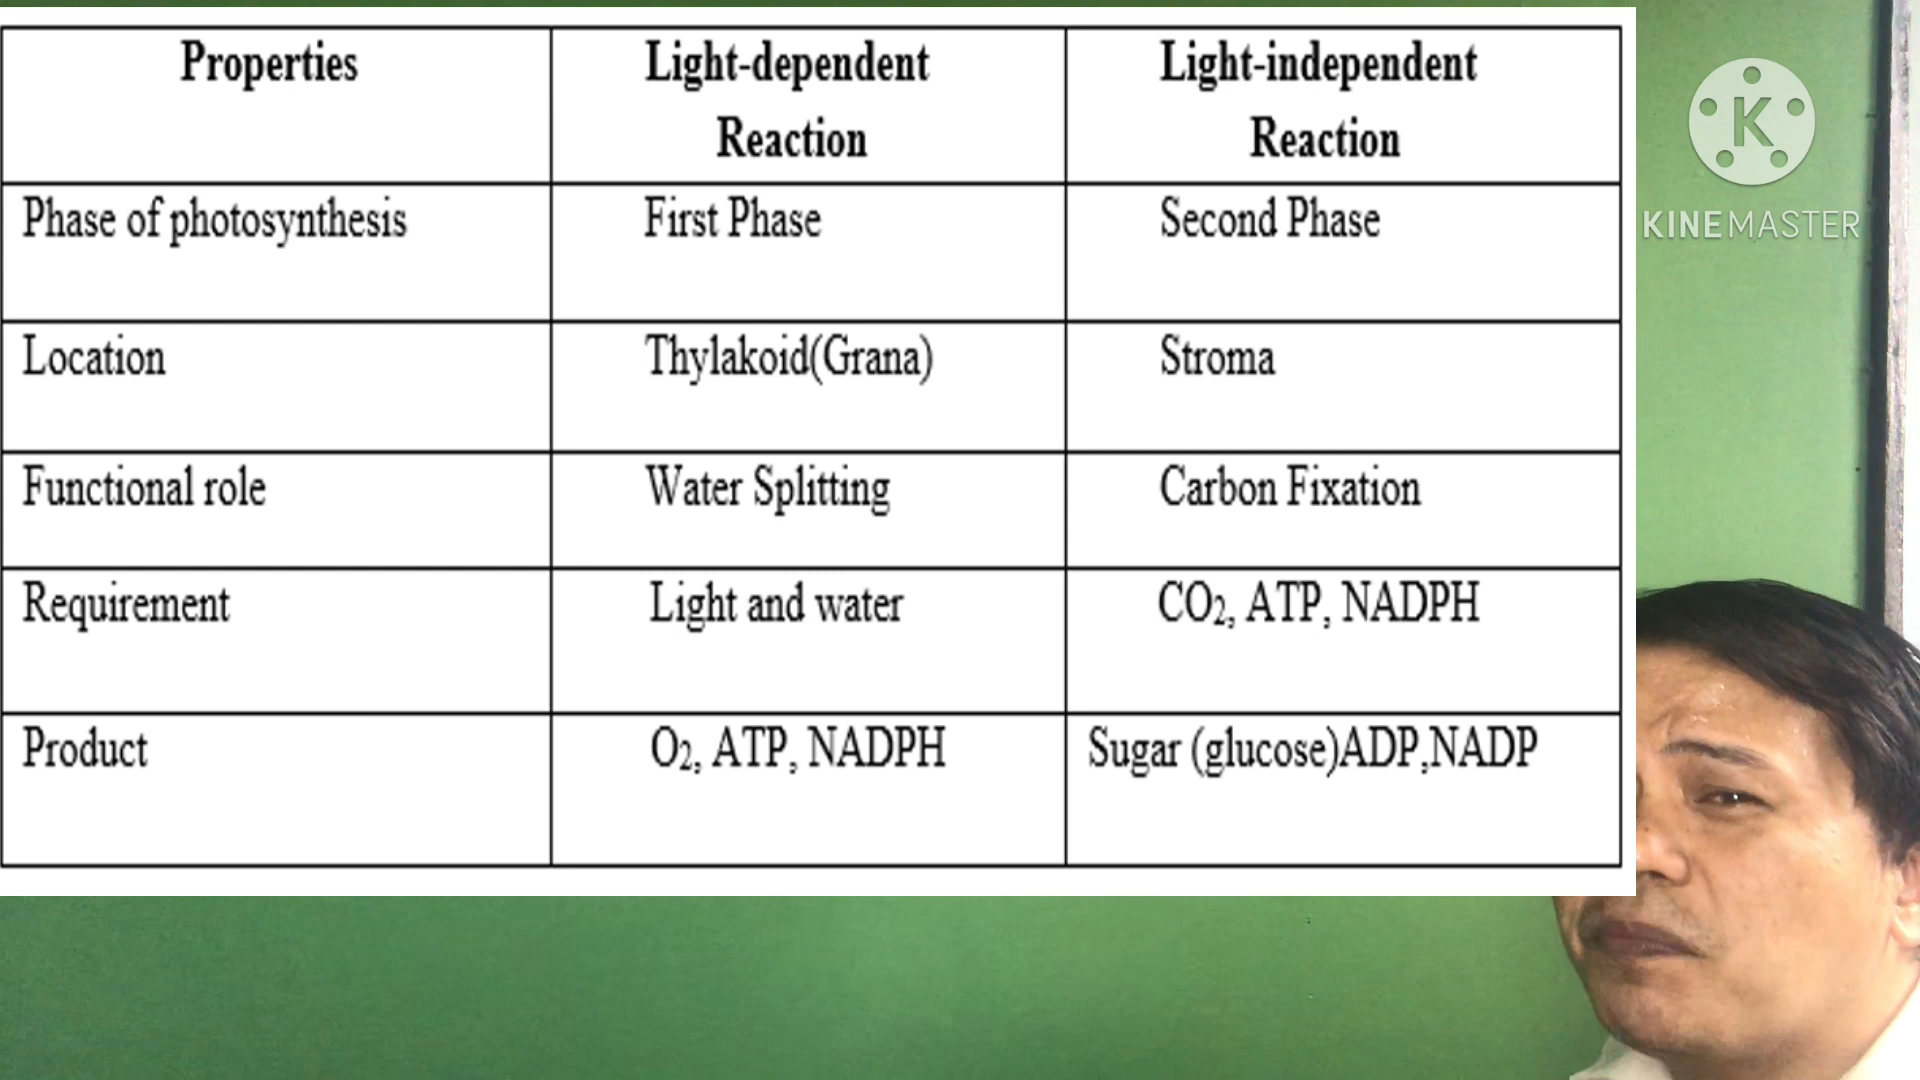 Properties Light-dependent Light-independent
Reaction Reaction
Phase of photosynthesis First Phase Second Phase
Location Thylakoid(Grana) Stroma
Functional role Water Splitting Carbon Fixation
Requirement Light and water CO₂, ATP, NADPH
Product O₂, ATP, NADPH Sugar (glucose)ADP,NADP
K
KINEMASTER